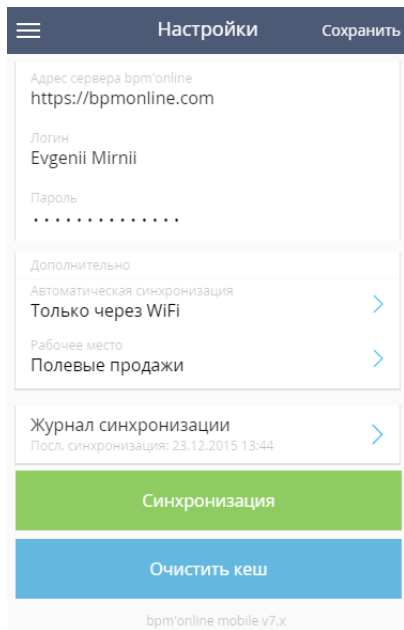 Настройки Сохранить
Адрес сервера bpm'online
https://bpmonline.com
Логин
Evgenii Mirnii
Пароль
··············
Дополнительно
Автоматическая синхронизация
Только через WiFi
Рабочее место
Полевые продажи
Журнал синхронизации
Посл. синхронизация: 23.12.2015 13:44
Синхронизация
Очистить кеш
bpm'online mobile v7.x